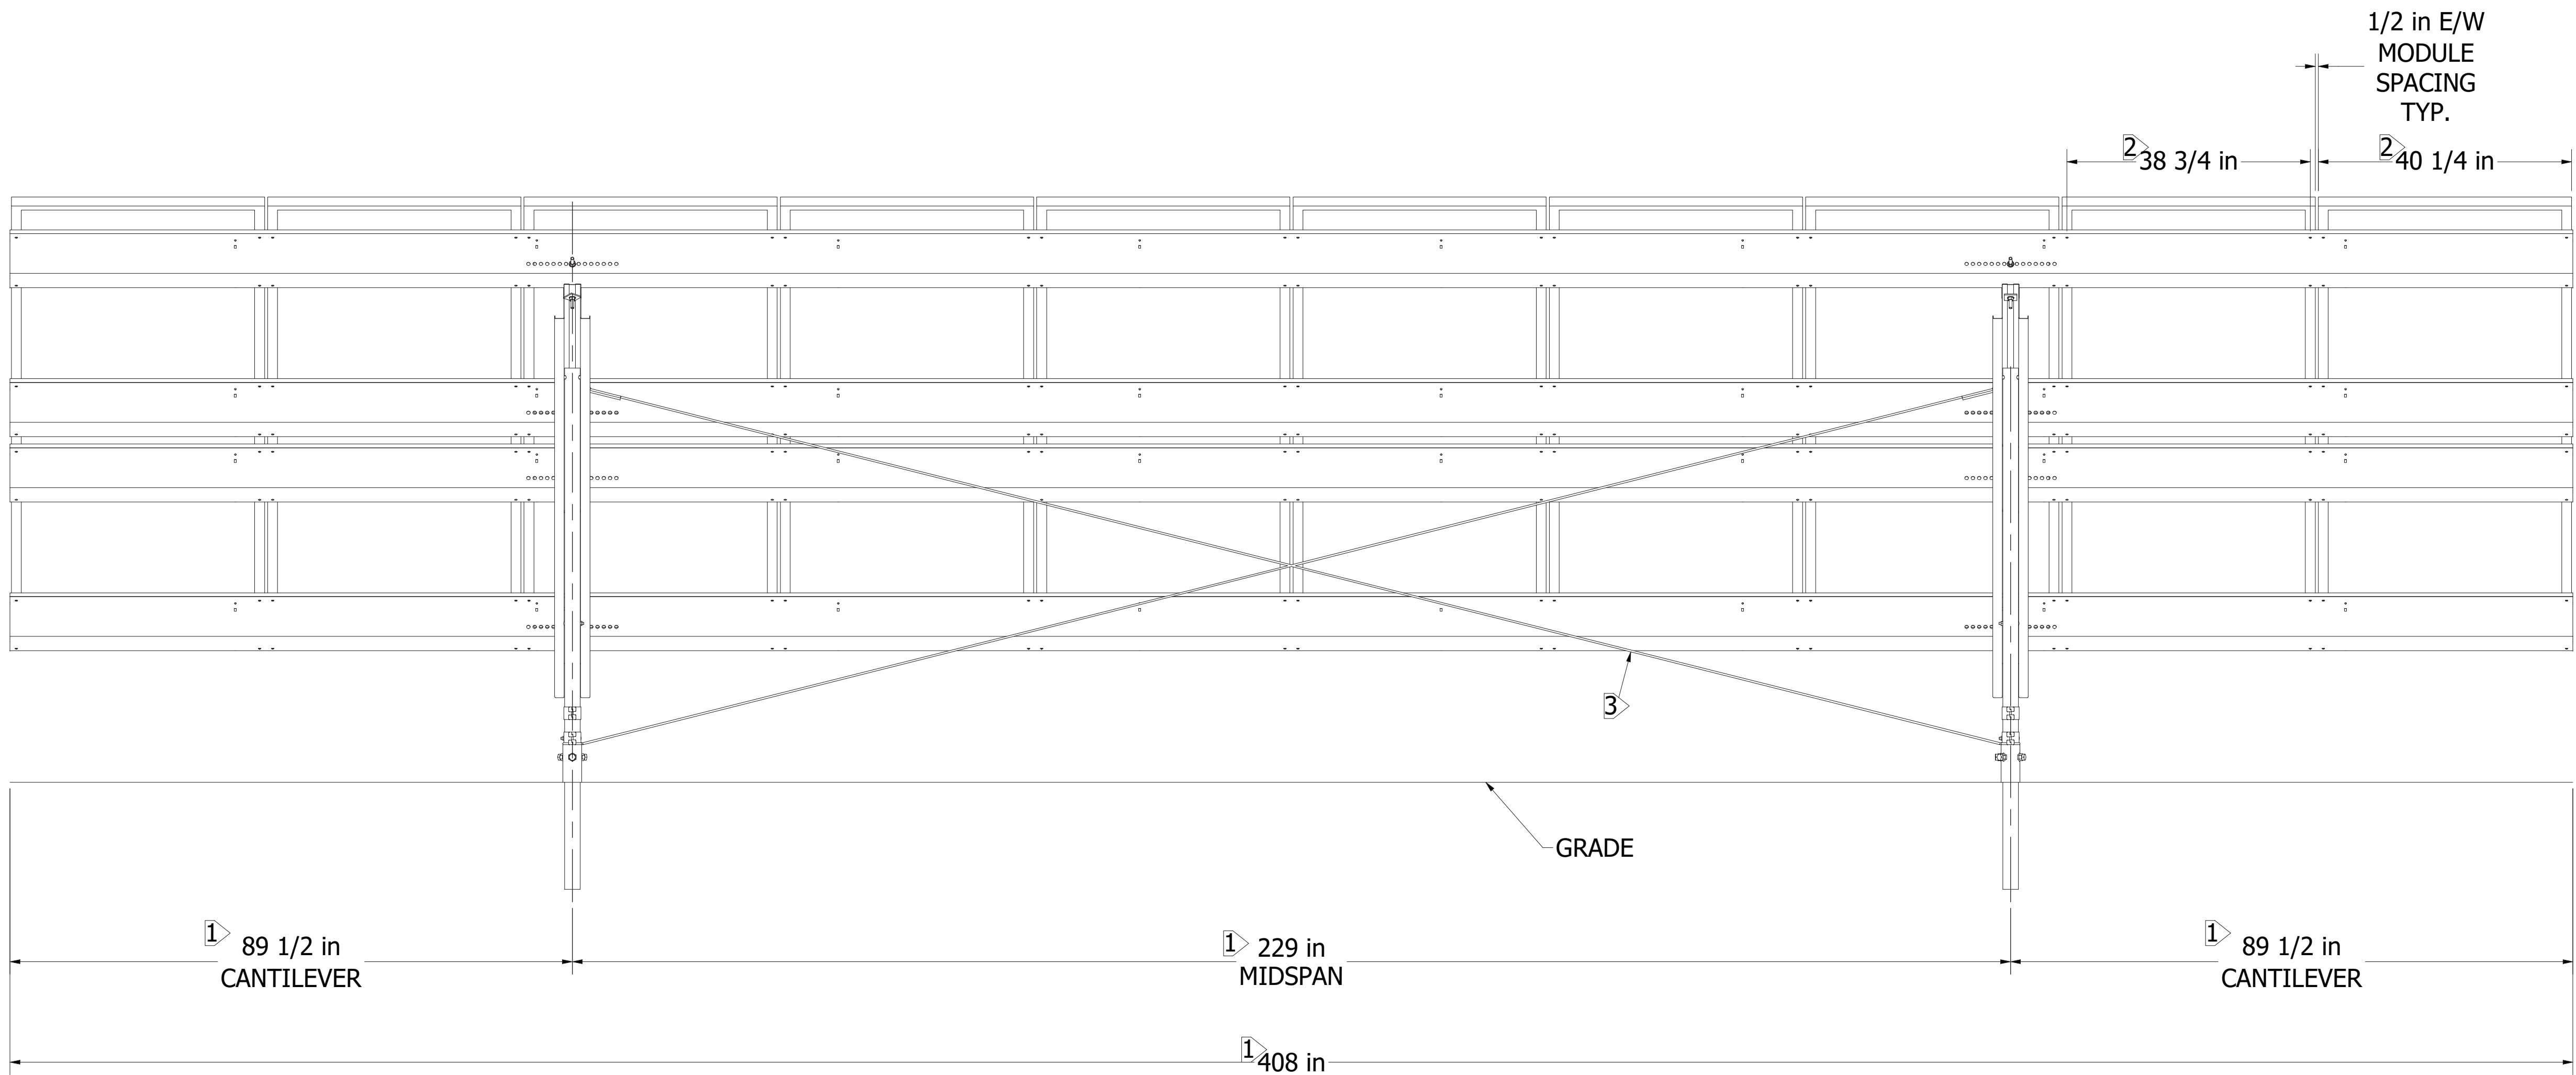 1/2 in E/W
MODULE
SPACING
TYP.
2
38 3/4 in
2
40 1/4 in
3
GRADE
1
89 1/2 in
CANTILEVER
1
229 in
MIDSPAN
1
89 1/2 in
CANTILEVER
1
408 in